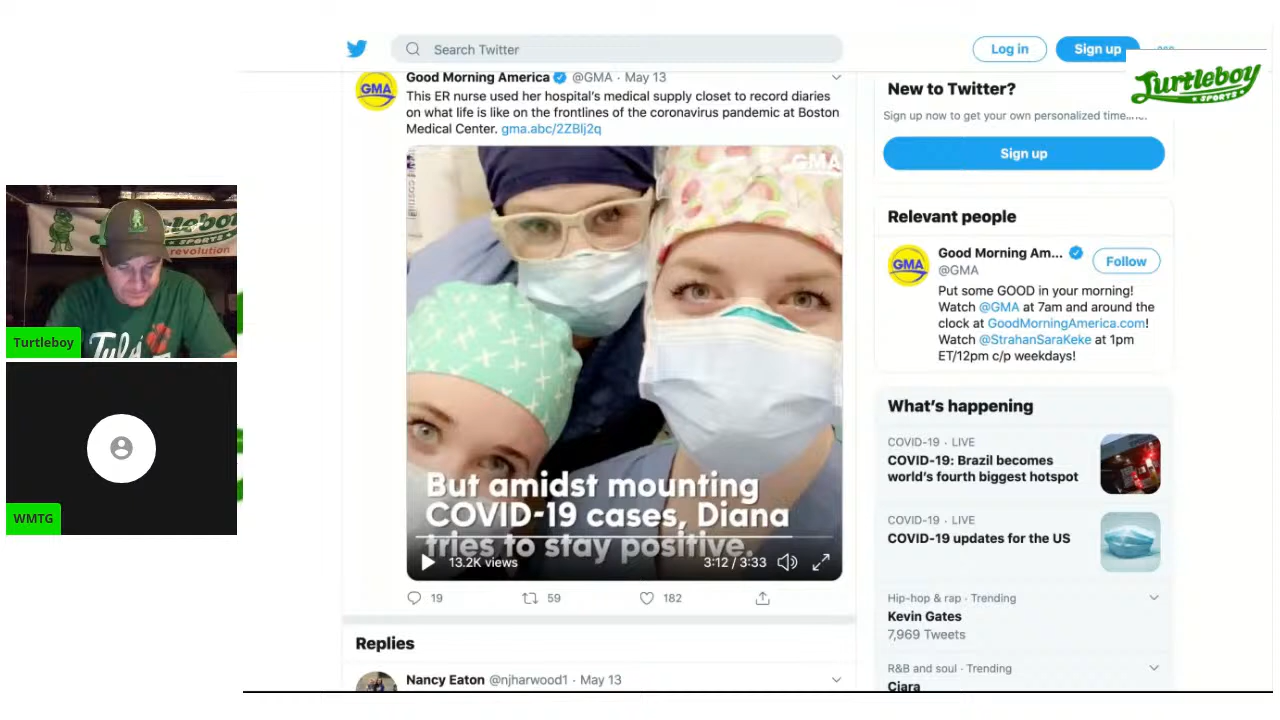 Search Twitter
Log in
Sign up
Turtleboy
SPORTS
GMA
Good Morning America @GMA · May 13
This ER nurse used her hospital's medical supply closet to record diaries
on what life is like on the frontlines of the coronavirus pandemic at Boston
Medical Center. gma.abc/2ZBIj2q
GMA
But amidst mounting
COVID-19 cases, Diana
tries to stay positive.
13.2K views
3:12 / 3:33
19
59
182
Replies
Nancy Eaton @njharwood1 · May 13
New to Twitter?
Sign up now to get your own personalized
Sign up
Relevant people
GMA
Good Morning Am...
@GMA
Follow
Put some GOOD in your morning!
Watch @GMA at 7am and around the
clock at GoodMorningAmerica.com!
Watch @StrahanSaraKeke at 1pm
ET/12pm c/p weekdays!
What's happening
COVID-19 · LIVE
COVID-19: Brazil becomes
world's fourth biggest hotspot
COVID-19 · LIVE
COVID-19 updates for the US
Hip-hop & rap · Trending
Kevin Gates
7,969 Tweets
R&B and soul · Trending
Ciara
SPORTS
revolution
Turtleboy
WMTG